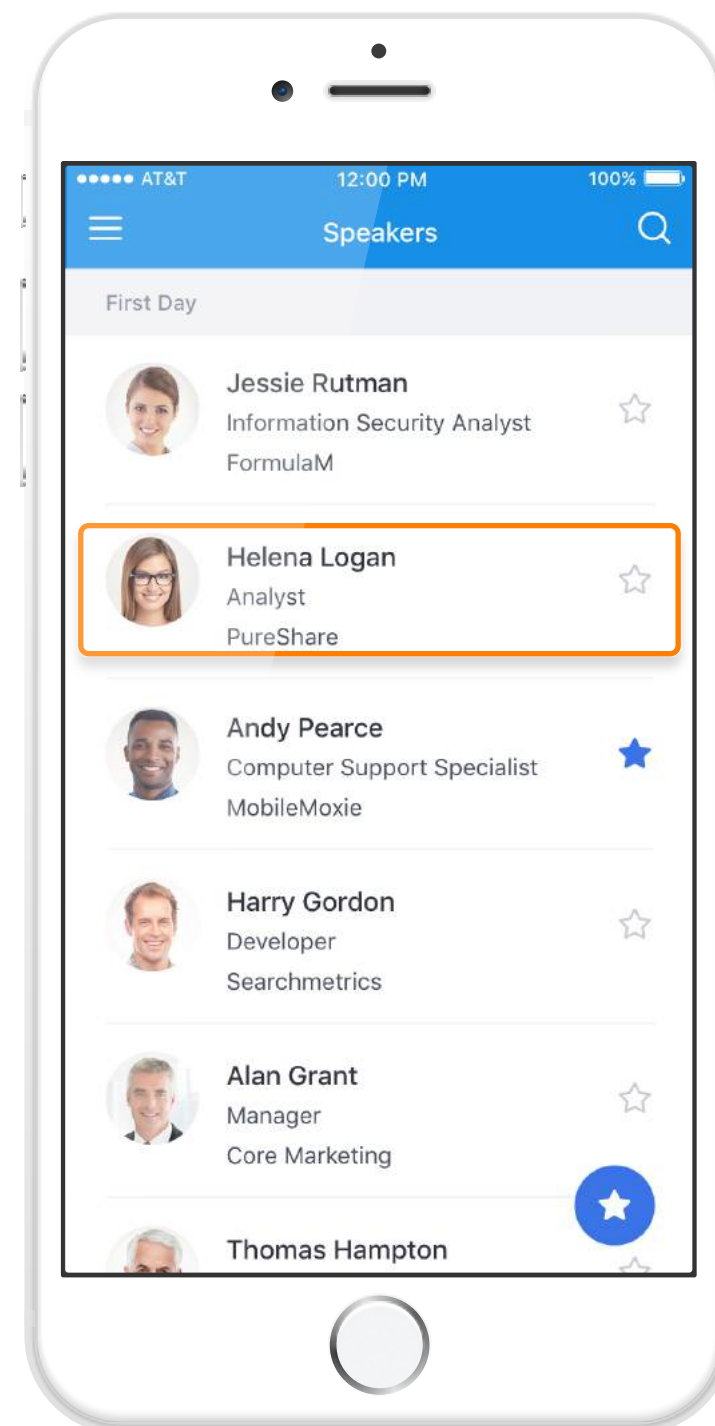 AT&T 12:00 PM 100%
Speakers
First Day
Jessie Rutman
Information Security Analyst
FormulaM
Helena Logan
Analyst
PureShare
Andy Pearce
Computer Support Specialist
MobileMoxie
Harry Gordon
Developer
Searchmetrics
Alan Grant
Manager
Core Marketing
Thomas Hampton